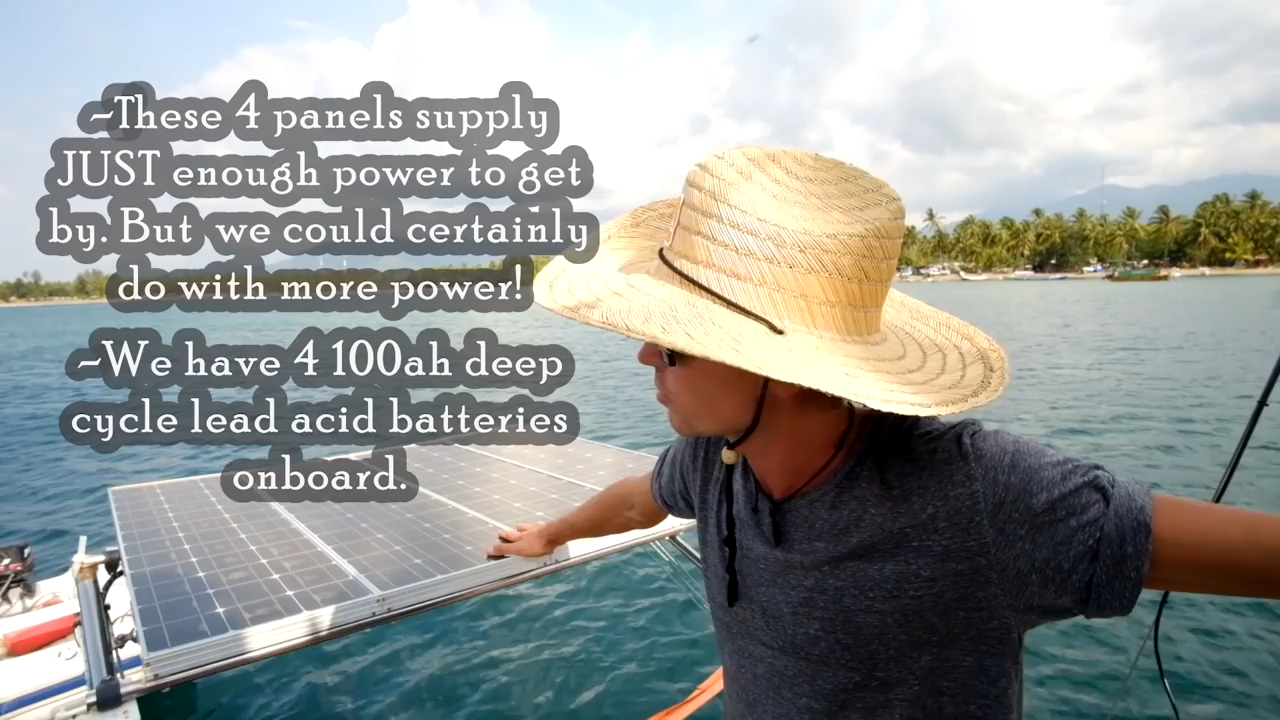 ~These 4 panels supply
JUST enough power to get
by. But we could certainly
do with more power!
~We have 4 100ah deep
cycle lead acid batteries
onboard.